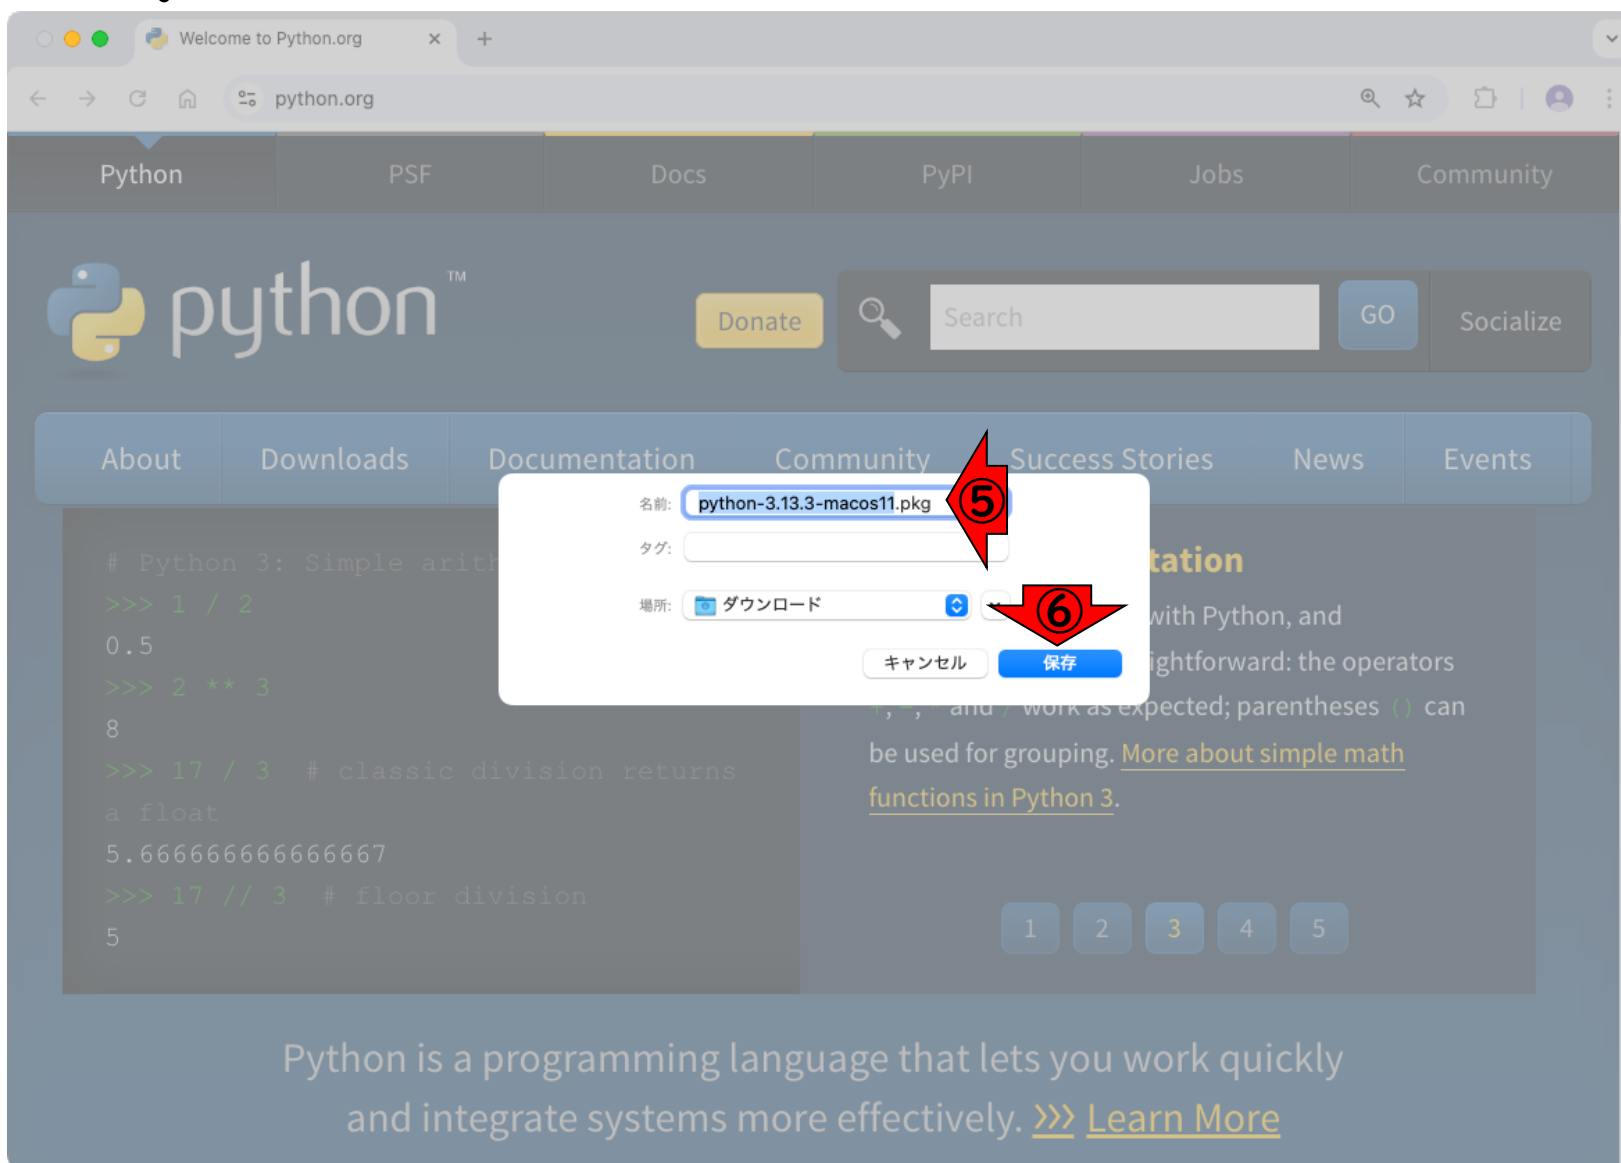 Welcome to Python.org
python.org
Python PSF Docs PyPI Jobs Community
python™
Donate
Search
GO
Socialize
About Downloads Documentation Community Success Stories News Events
名前: python-3.13.3-macos11.pkg
⑤
タグ:
場所: ダウンロード
⑥
キャンセル 保存
# Python 3: Simple arith
>>> 1 / 2
0.5
>>> 2 ** 3
8
>>> 17 / 3 # classic division returns
a float
5.666666666666667
>>> 17 // 3 # floor division
5
tation
with Python, and
ightforward: the operators
and / work as expected; parentheses () can
be used for grouping. More about simple math
functions in Python 3.
1 2 3 4 5
Python is a programming language that lets you work quickly
and integrate systems more effectively. >>> Learn More